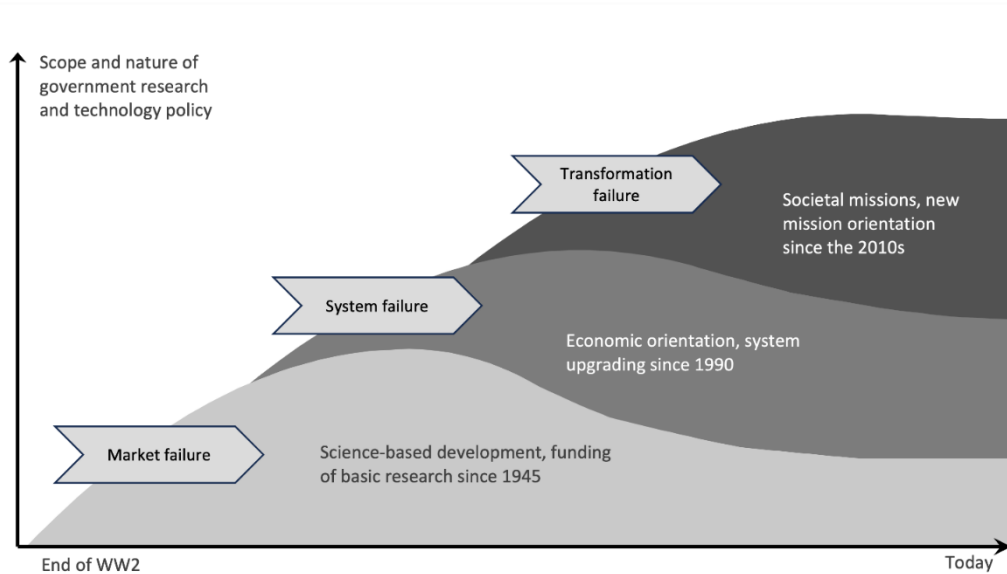 Scope and nature of
government research
and technology policy
Transformation
failure
Societal missions, new
mission orientation
since the 2010s
System failure
Economic orientation, system
upgrading since 1990
Market failure
Science-based development, funding
of basic research since 1945
End of WW2
Today